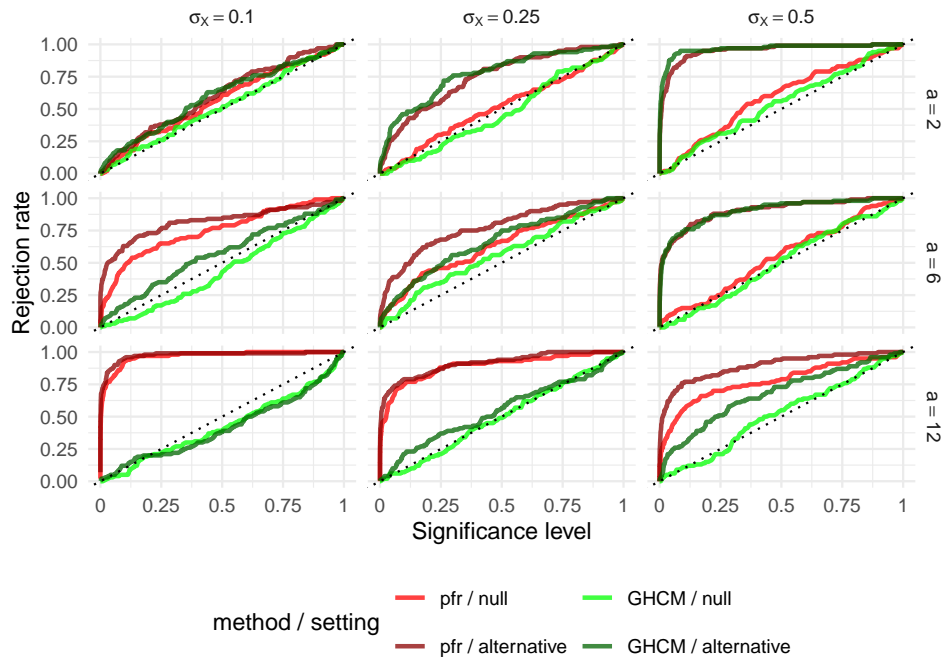 σX = 0.1 σX = 0.25 σX = 0.5
1.00
0.75
0.50
0.25
0.00
a = 2
1.00
0.75
0.50
0.25
0.00
a = 6
1.00
0.75
0.50
0.25
0.00
a = 12
Rejection rate
0 0.25 0.5 0.75 1 0 0.25 0.5 0.75 1 0 0.25 0.5 0.75 1
Significance level
method / setting
pfr / null GHCM / null
pfr / alternative GHCM / alternative